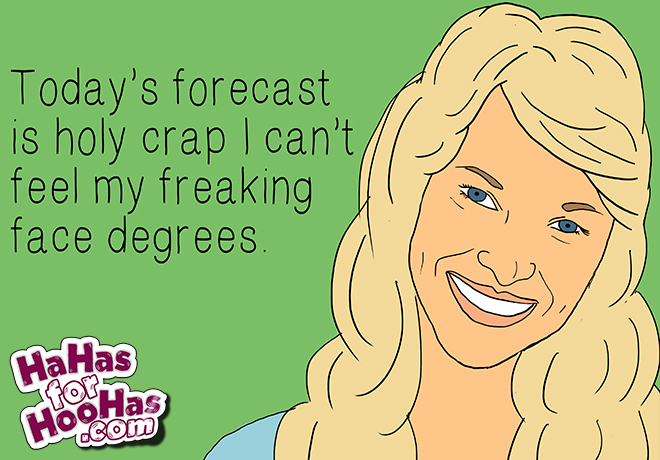 Today's forecast
is holy crap I can't
feel my freaking
face degrees.
HaHas
for
HooHas
.com